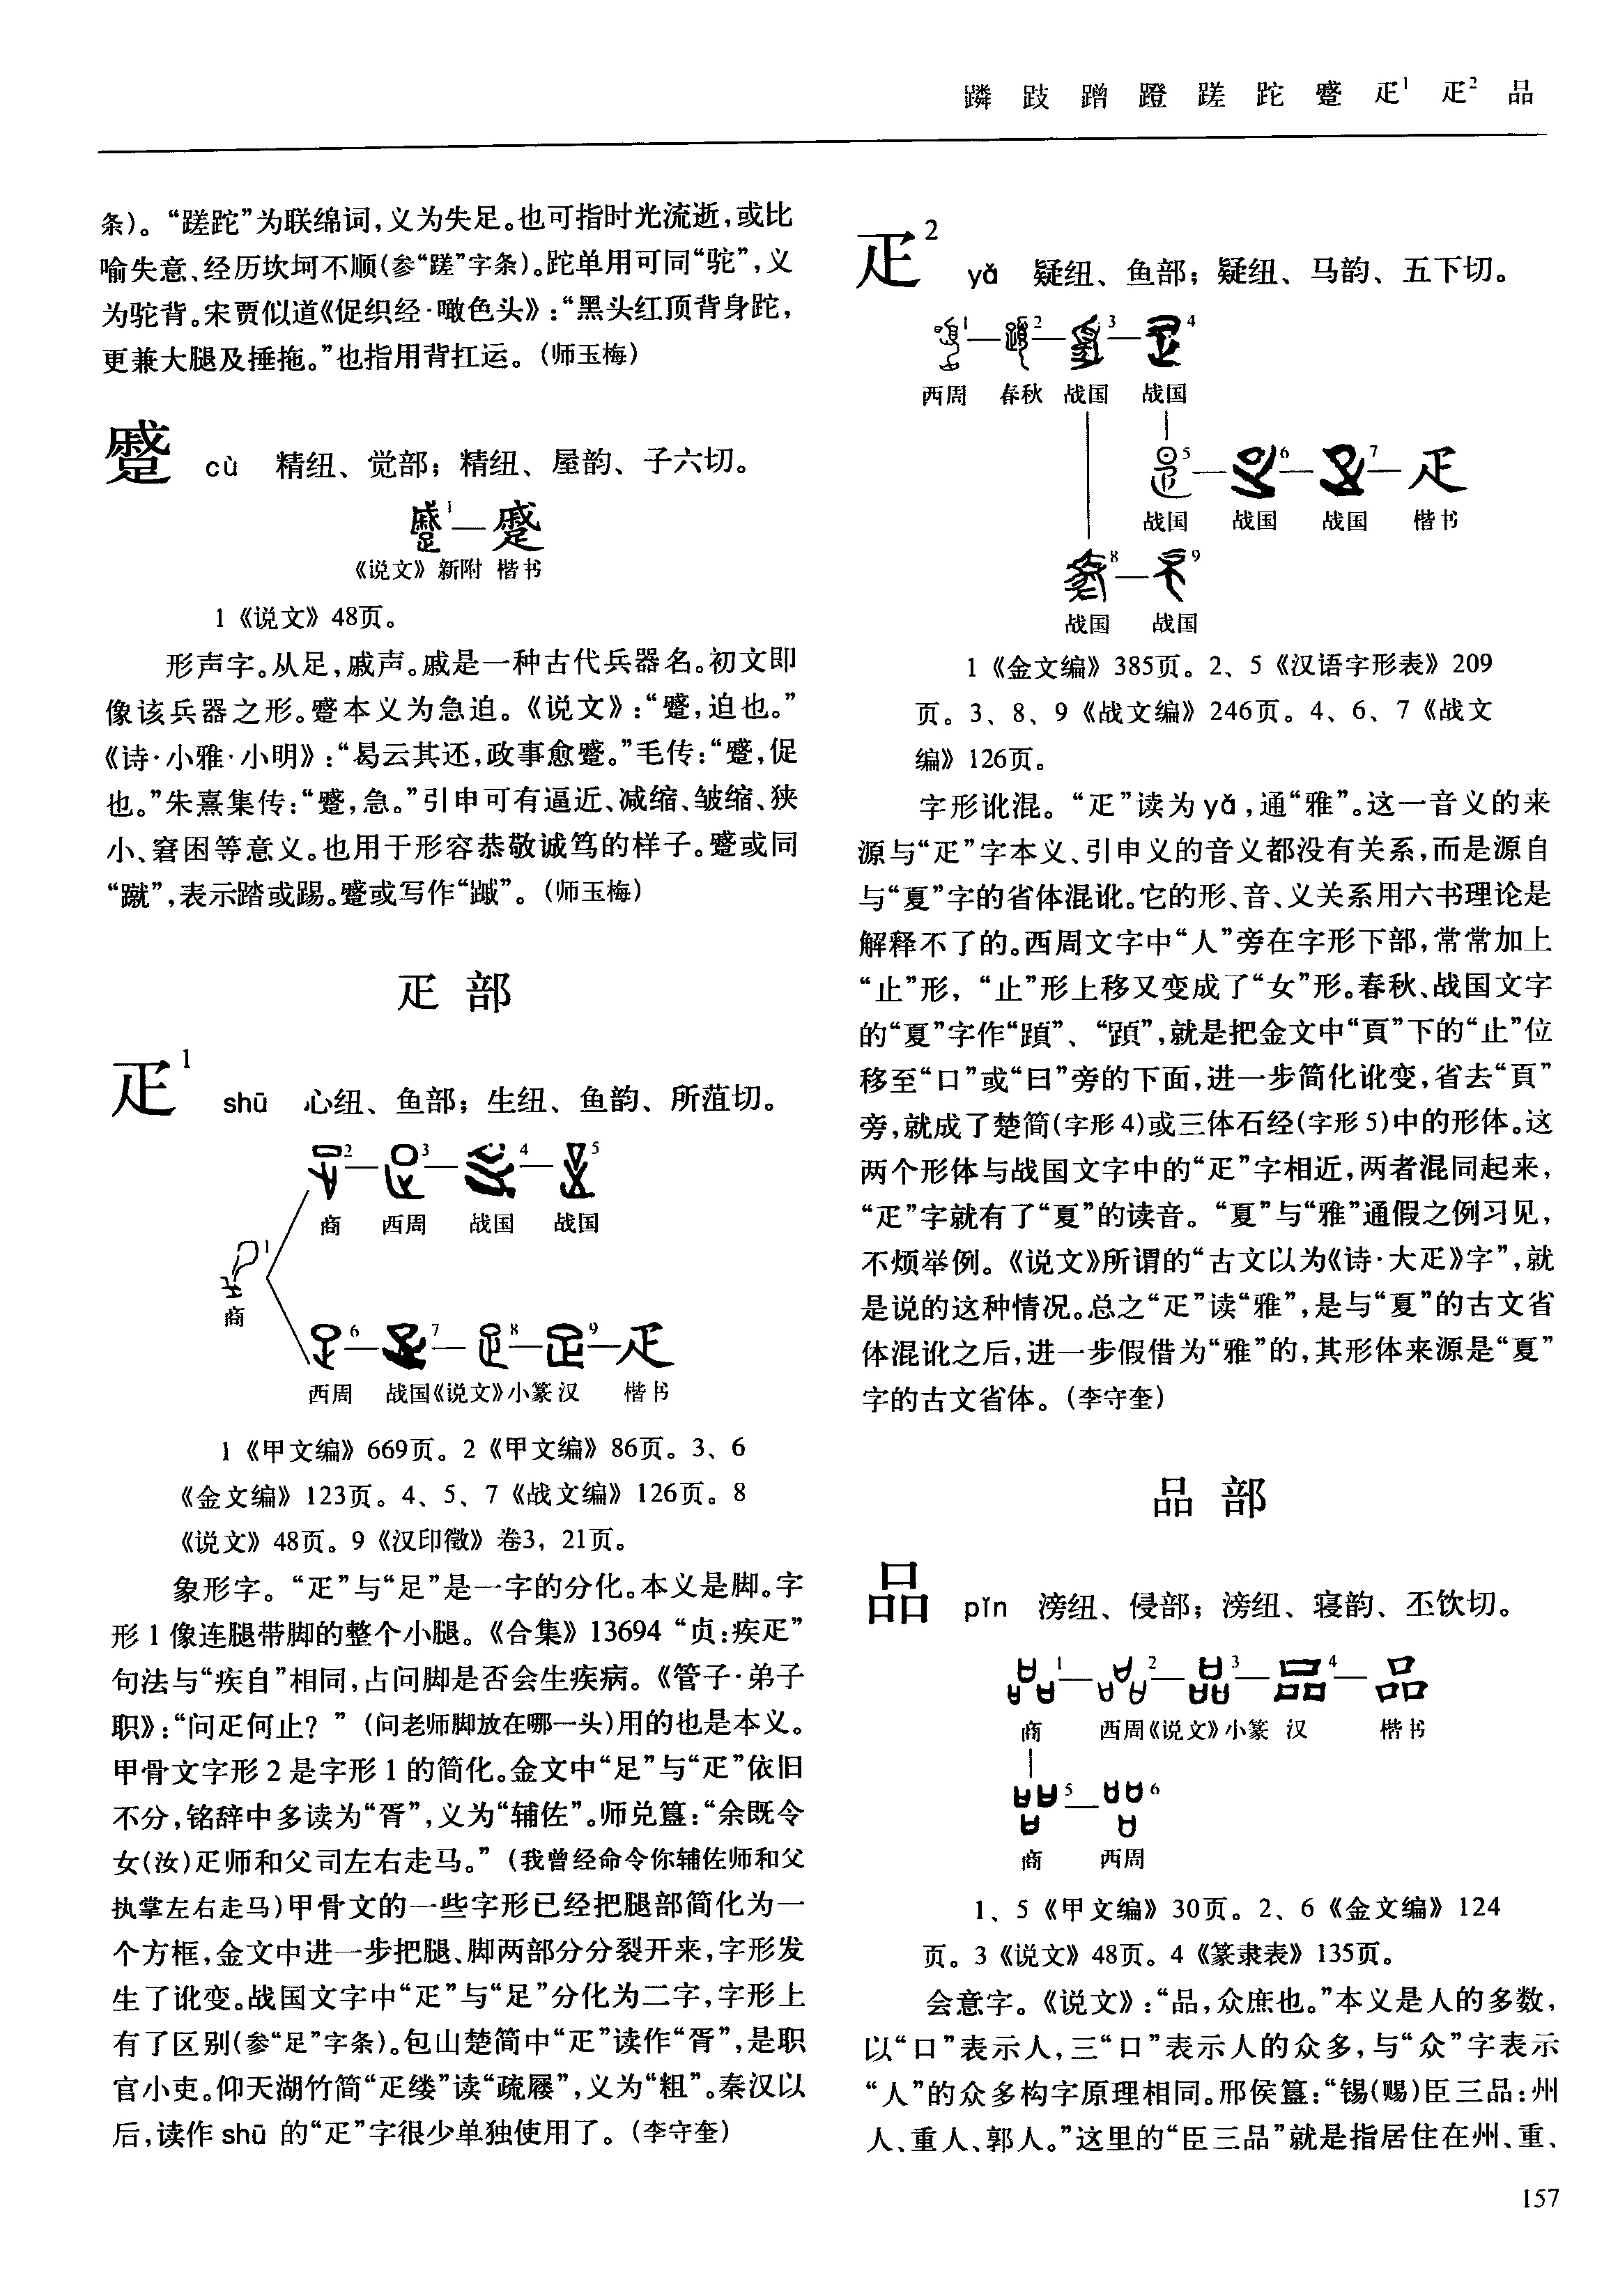 蹸 跂 蹭 蹬 蹉 跎 蹙 疋¹ 疋² 品
条)。“蹉跎”为联绵词,义为失足。也可指时光流逝,或比
喻失意、经历坎坷不顺(参“蹉”字条)。跎单用可同“驼”,义
为驼背。宋贾似道《促织经·噉色头》:“黑头红顶背身跎,
更兼大腿及捶拖。”也指用背扛运。(师玉梅)
蹙 cù 精纽、觉部;精纽、屋韵、子六切。
1—蹙
《说文》新附 楷书
1《说文》48页。
形声字。从足,戚声。戚是一种古代兵器名。初文即
像该兵器之形。蹙本义为急迫。《说文》:“蹙,迫也。”
《诗·小雅·小明》:“曷云其还,政事愈蹙。”毛传:“蹙,促
也。”朱熹集传:“蹙,急。”引申可有逼近、减缩、皱缩、狭
小、窘困等意义。也用于形容恭敬诚笃的样子。蹙或同
“蹴”,表示踏或踢。蹙或写作“蹴”。(师玉梅)
疋 部
疋¹ shū 心纽、鱼部;生纽、鱼韵、所菹切。
2—3—4—5
商 西周 战国 战国
1
商
6—7—8—9—疋
西周 战国《说文》小篆 汉 楷书
1《甲文编》669页。2《甲文编》86页。3、6
《金文编》123页。4、5、7《战文编》126页。8
《说文》48页。9《汉印徵》卷3,21页。
象形字。“疋”与“足”是一字的分化。本义是脚。字
形1像连腿带脚的整个小腿。《合集》13694“贞:疾疋”
句法与“疾自”相同,占问脚是否会生疾病。《管子·弟子
职》:“问疋何止?”(问老师脚放在哪一头)用的也是本义。
甲骨文字形2是字形1的简化。金文中“足”与“疋”依旧
不分,铭辞中多读为“胥”,义为“辅佐”。师兑簋:“余既令
女(汝)疋师和父司左右走马。”(我曾经命令你辅佐师和父
执掌左右走马)甲骨文的一些字形已经把腿部简化为一
个方框,金文中进一步把腿、脚两部分分裂开来,字形发
生了讹变。战国文字中“疋”与“足”分化为二字,字形上
有了区别(参“足”字条)。包山楚简中“疋”读作“胥”,是职
官小吏。仰天湖竹简“疋缕”读“疏屦”,义为“粗”。秦汉以
后,读作 shū 的“疋”字很少单独使用了。(李守奎)
疋² yǎ 疑纽、鱼部;疑纽、马韵、五下切。
1—2—3—4
西周 春秋 战国 战国
5—6—7—疋
战国 战国 战国 楷书
8—9
战国 战国
1《金文编》385页。2、5《汉语字形表》209
页。3、8、9《战文编》246页。4、6、7《战文
编》126页。
字形讹混。“疋”读为yǎ,通“雅”。这一音义的来
源与“疋”字本义、引申义的音义都没有关系,而是源自
与“夏”字的省体混讹。它的形、音、义关系用六书理论是
解释不了的。西周文字中“人”旁在字形下部,常常加上
“止”形,“止”形上移又变成了“女”形。春秋、战国文字
的“夏”字作“”、“”,就是把金文中“頁”下的“止”位
移至“口”或“日”旁的下面,进一步简化讹变,省去“頁”
旁,就成了楚简(字形4)或三体石经(字形5)中的形体。这
两个形体与战国文字中的“疋”字相近,两者混同起来,
“疋”字就有了“夏”的读音。“夏”与“雅”通假之例习见,
不烦举例。《说文》所谓的“古文以为《诗·大疋》字”,就
是说的这种情况。总之“疋”读“雅”,是与“夏”的古文省
体混讹之后,进一步假借为“雅”的,其形体来源是“夏”
字的古文省体。(李守奎)
品 部
品 pǐn 滂纽、侵部;滂纽、寝韵、丕饮切。
1—2—3—4—品
商 西周《说文》小篆 汉 楷书
5—6
商 西周
1、5《甲文编》30页。2、6《金文编》124
页。3《说文》48页。4《篆隶表》135页。
会意字。《说文》:“品,众庶也。”本义是人的多数,
以“口”表示人,三“口”表示人的众多,与“众”字表示
“人”的众多构字原理相同。邢侯簋:“锡(赐)臣三品:州
人、重人、郭人。”这里的“臣三品”就是指居住在州、重、
157